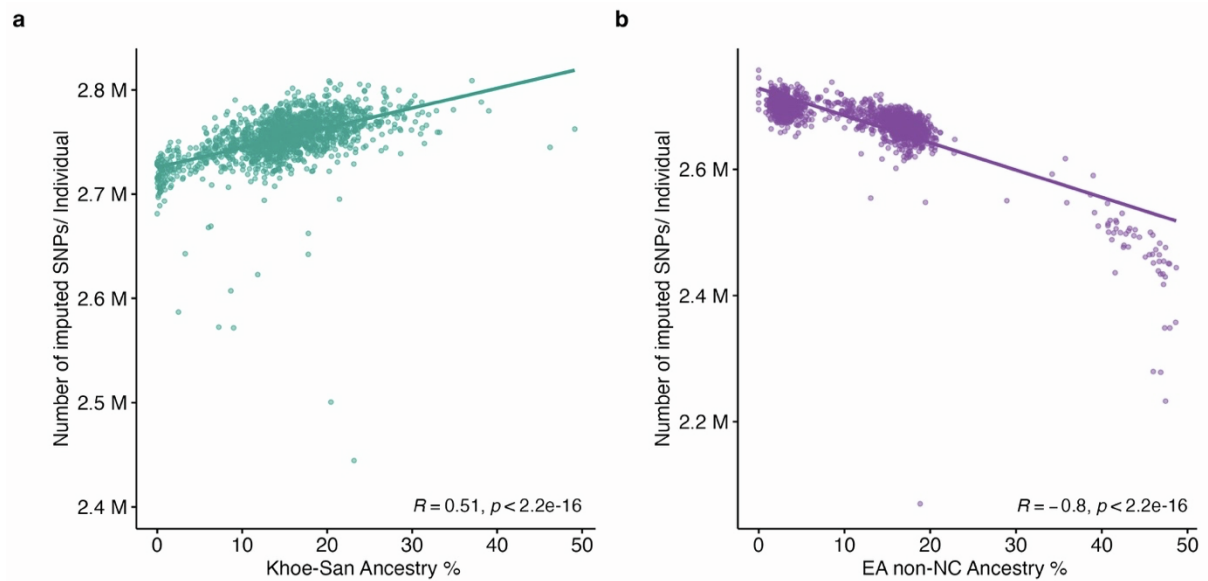 a
Number of imputed SNPs/ Individual
2.8 M
2.7 M
2.6 M
2.5 M
2.4 M
R = 0.51, p < 2.2e-16
0 10 20 30 40 50
Khoe-San Ancestry %
b
Number of imputed SNPs/ Individual
2.6 M
2.4 M
2.2 M
R = −0.8, p < 2.2e-16
0 10 20 30 40 50
EA non-NC Ancestry %